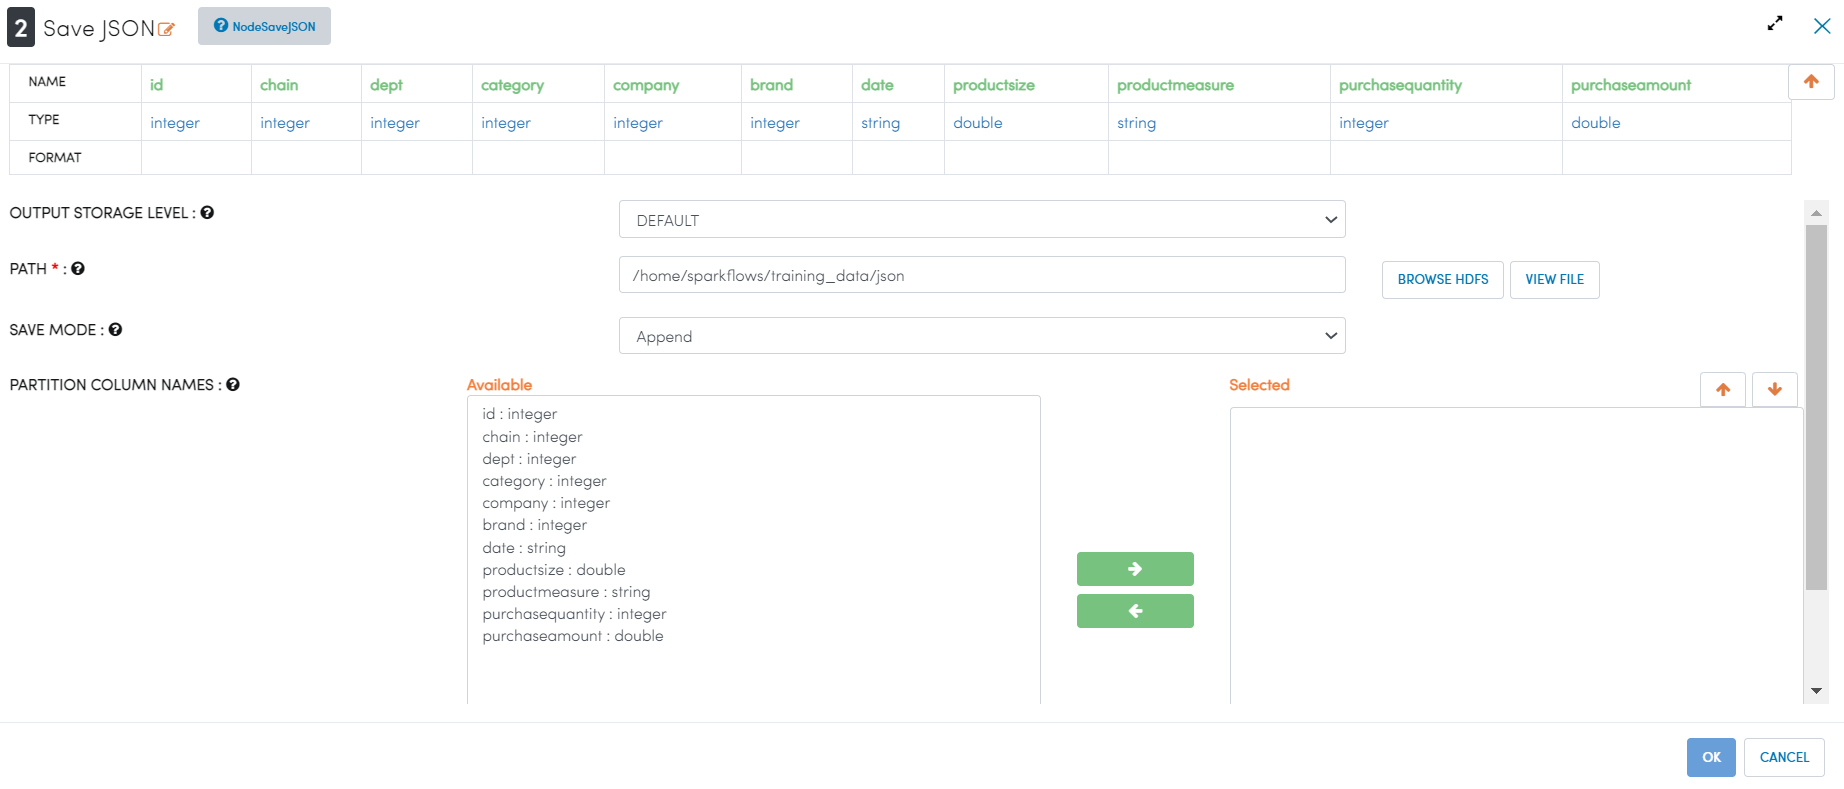 2 Save JSON NodeSaveJSON
NAME id chain dept category company brand date productsize productmeasure purchasequantity purchaseamount
TYPE integer integer integer integer integer integer string double string integer double
FORMAT
OUTPUT STORAGE LEVEL : DEFAULT
PATH * : /home/sparkflows/training_data/json BROWSE HDFS VIEW FILE
SAVE MODE : Append
PARTITION COLUMN NAMES : Available Selected
id : integer
chain : integer
dept : integer
category : integer
company : integer
brand : integer
date : string
productsize : double
productmeasure : string
purchasequantity : integer
purchaseamount : double
OK CANCEL